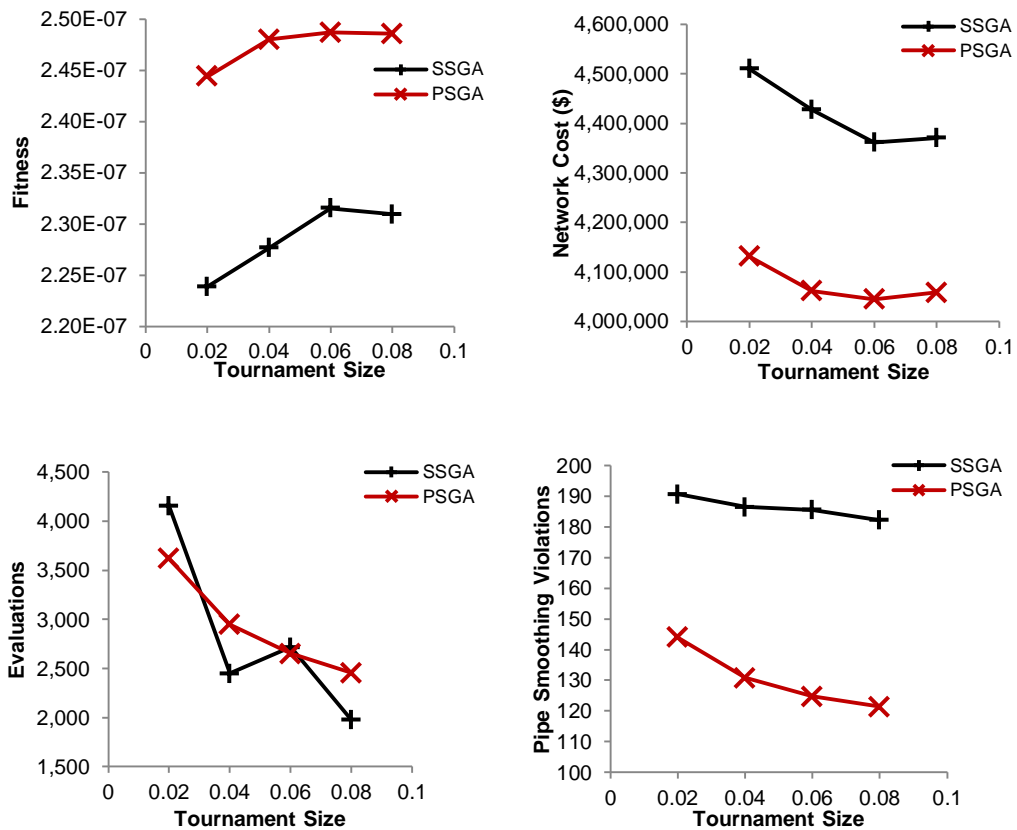 2.50E-07
2.45E-07
2.40E-07
2.35E-07
2.30E-07
2.25E-07
2.20E-07
Fitness
0 0.02 0.04 0.06 0.08 0.1
Tournament Size
SSGA
PSGA
4,600,000
4,500,000
4,400,000
4,300,000
4,200,000
4,100,000
4,000,000
Network Cost ($)
0 0.02 0.04 0.06 0.08 0.1
Tournament Size
SSGA
PSGA
4,500
4,000
3,500
3,000
2,500
2,000
1,500
Evaluations
0 0.02 0.04 0.06 0.08 0.1
Tournament Size
SSGA
PSGA
200
190
180
170
160
150
140
130
120
110
100
Pipe Smoothing Violations
0 0.02 0.04 0.06 0.08 0.1
Tournament Size
SSGA
PSGA